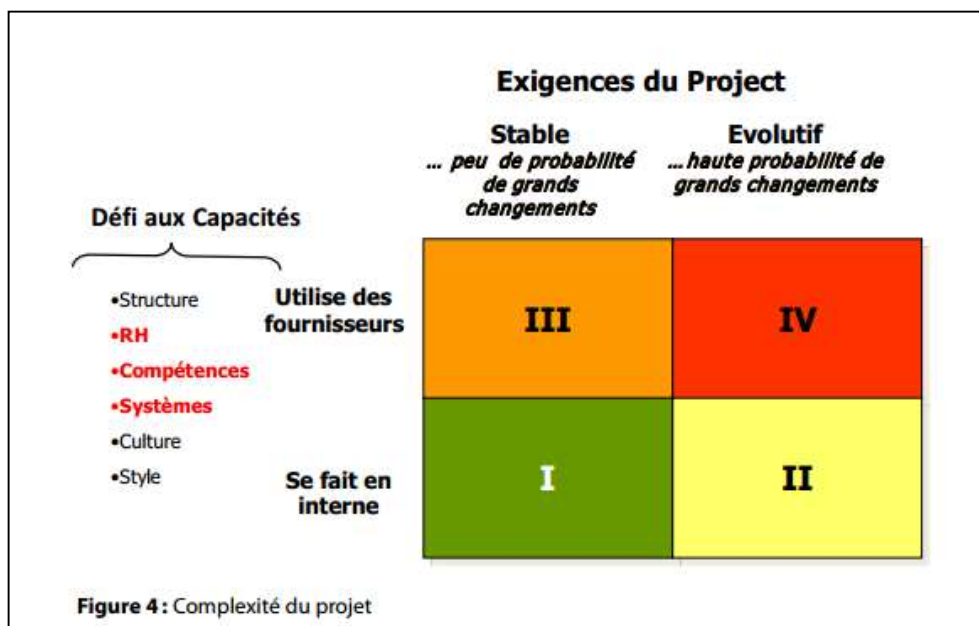 Exigences du Project
Stable
... peu de probabilité
de grands
changements
Evolutif
...haute probabilité de
grands changements
Défi aux Capacités
•Structure
•RH
•Compétences
•Systèmes
•Culture
•Style
Utilise des
fournisseurs
III
IV
Se fait en
interne
I
II
Figure 4 : Complexité du projet